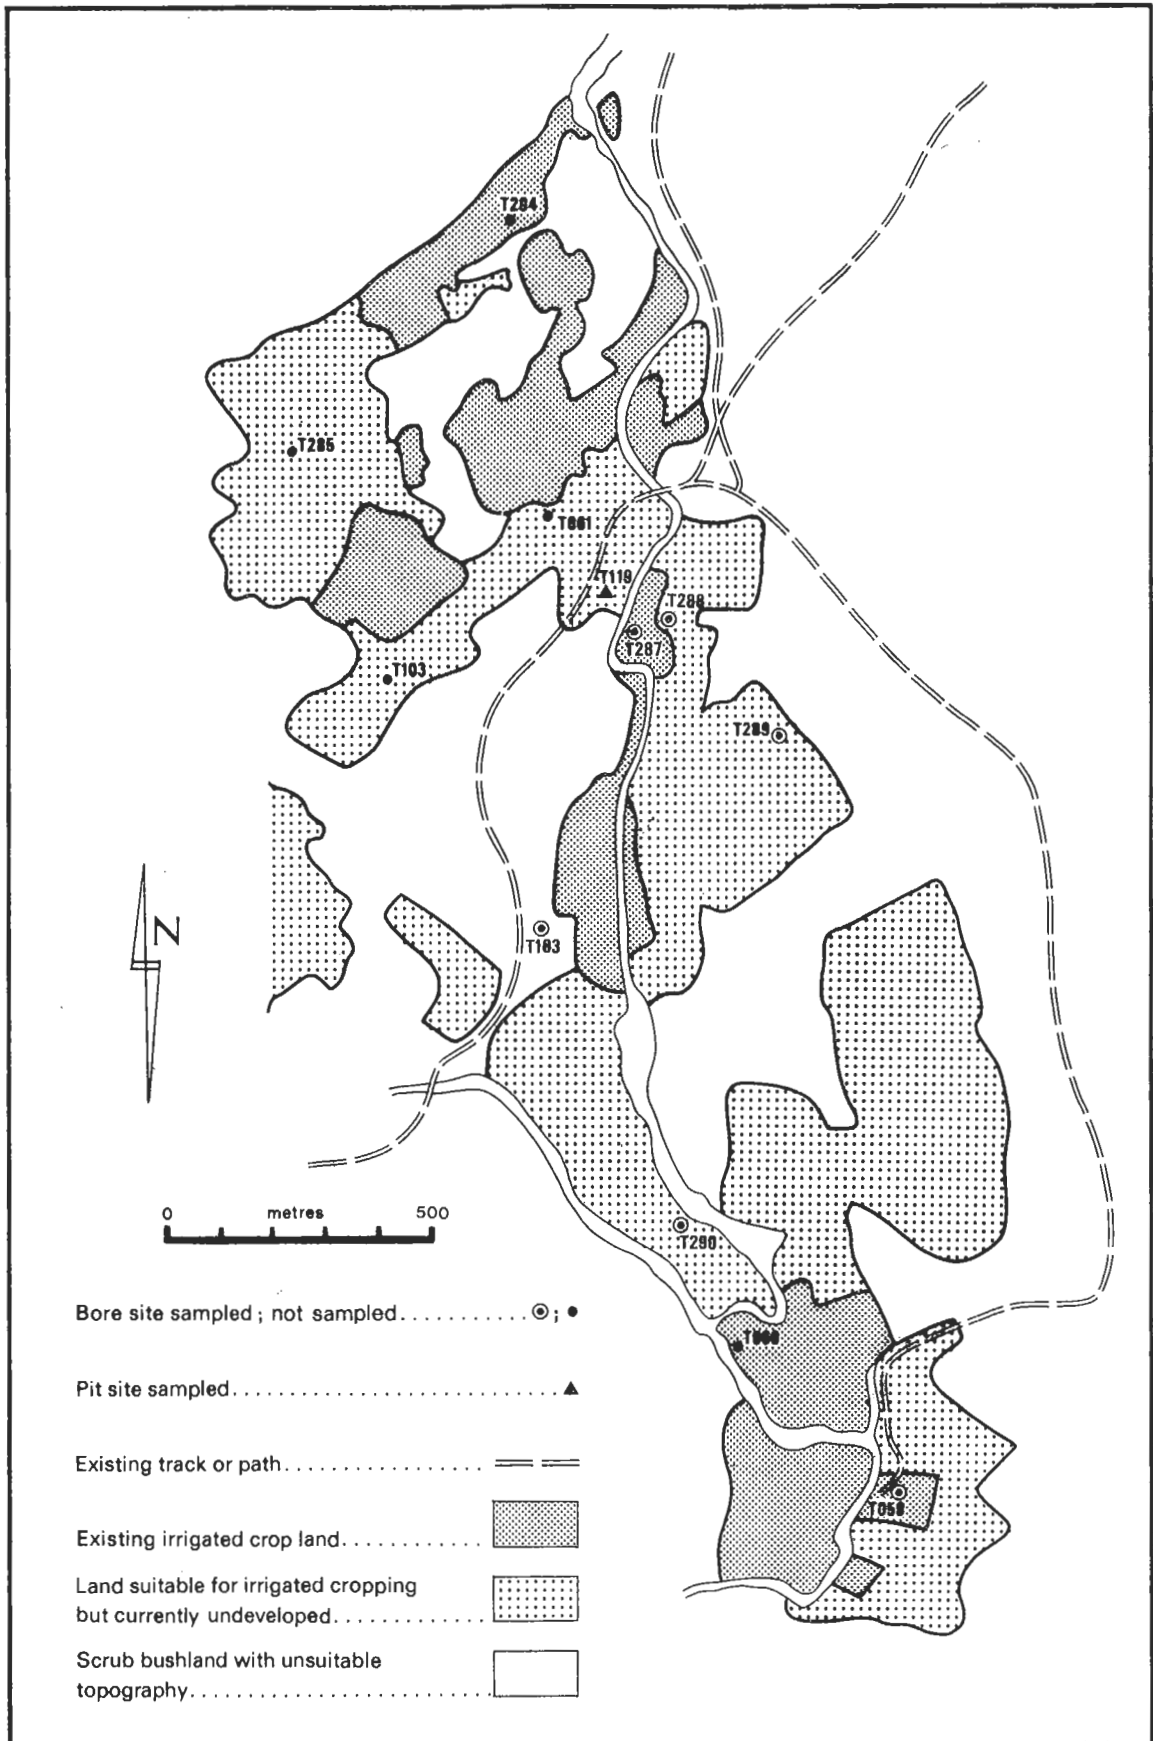 T284
T285
T119
T288
T287
T103
T289
T183
N
0 metres 500
T290
Bore site sampled ; not sampled.......... ;
Pit site sampled.............................
Existing track or path.................
T059
Existing irrigated crop land............
Land suitable for irrigated cropping
but currently undeveloped.............
Scrub bushland with unsuitable
topography...........................